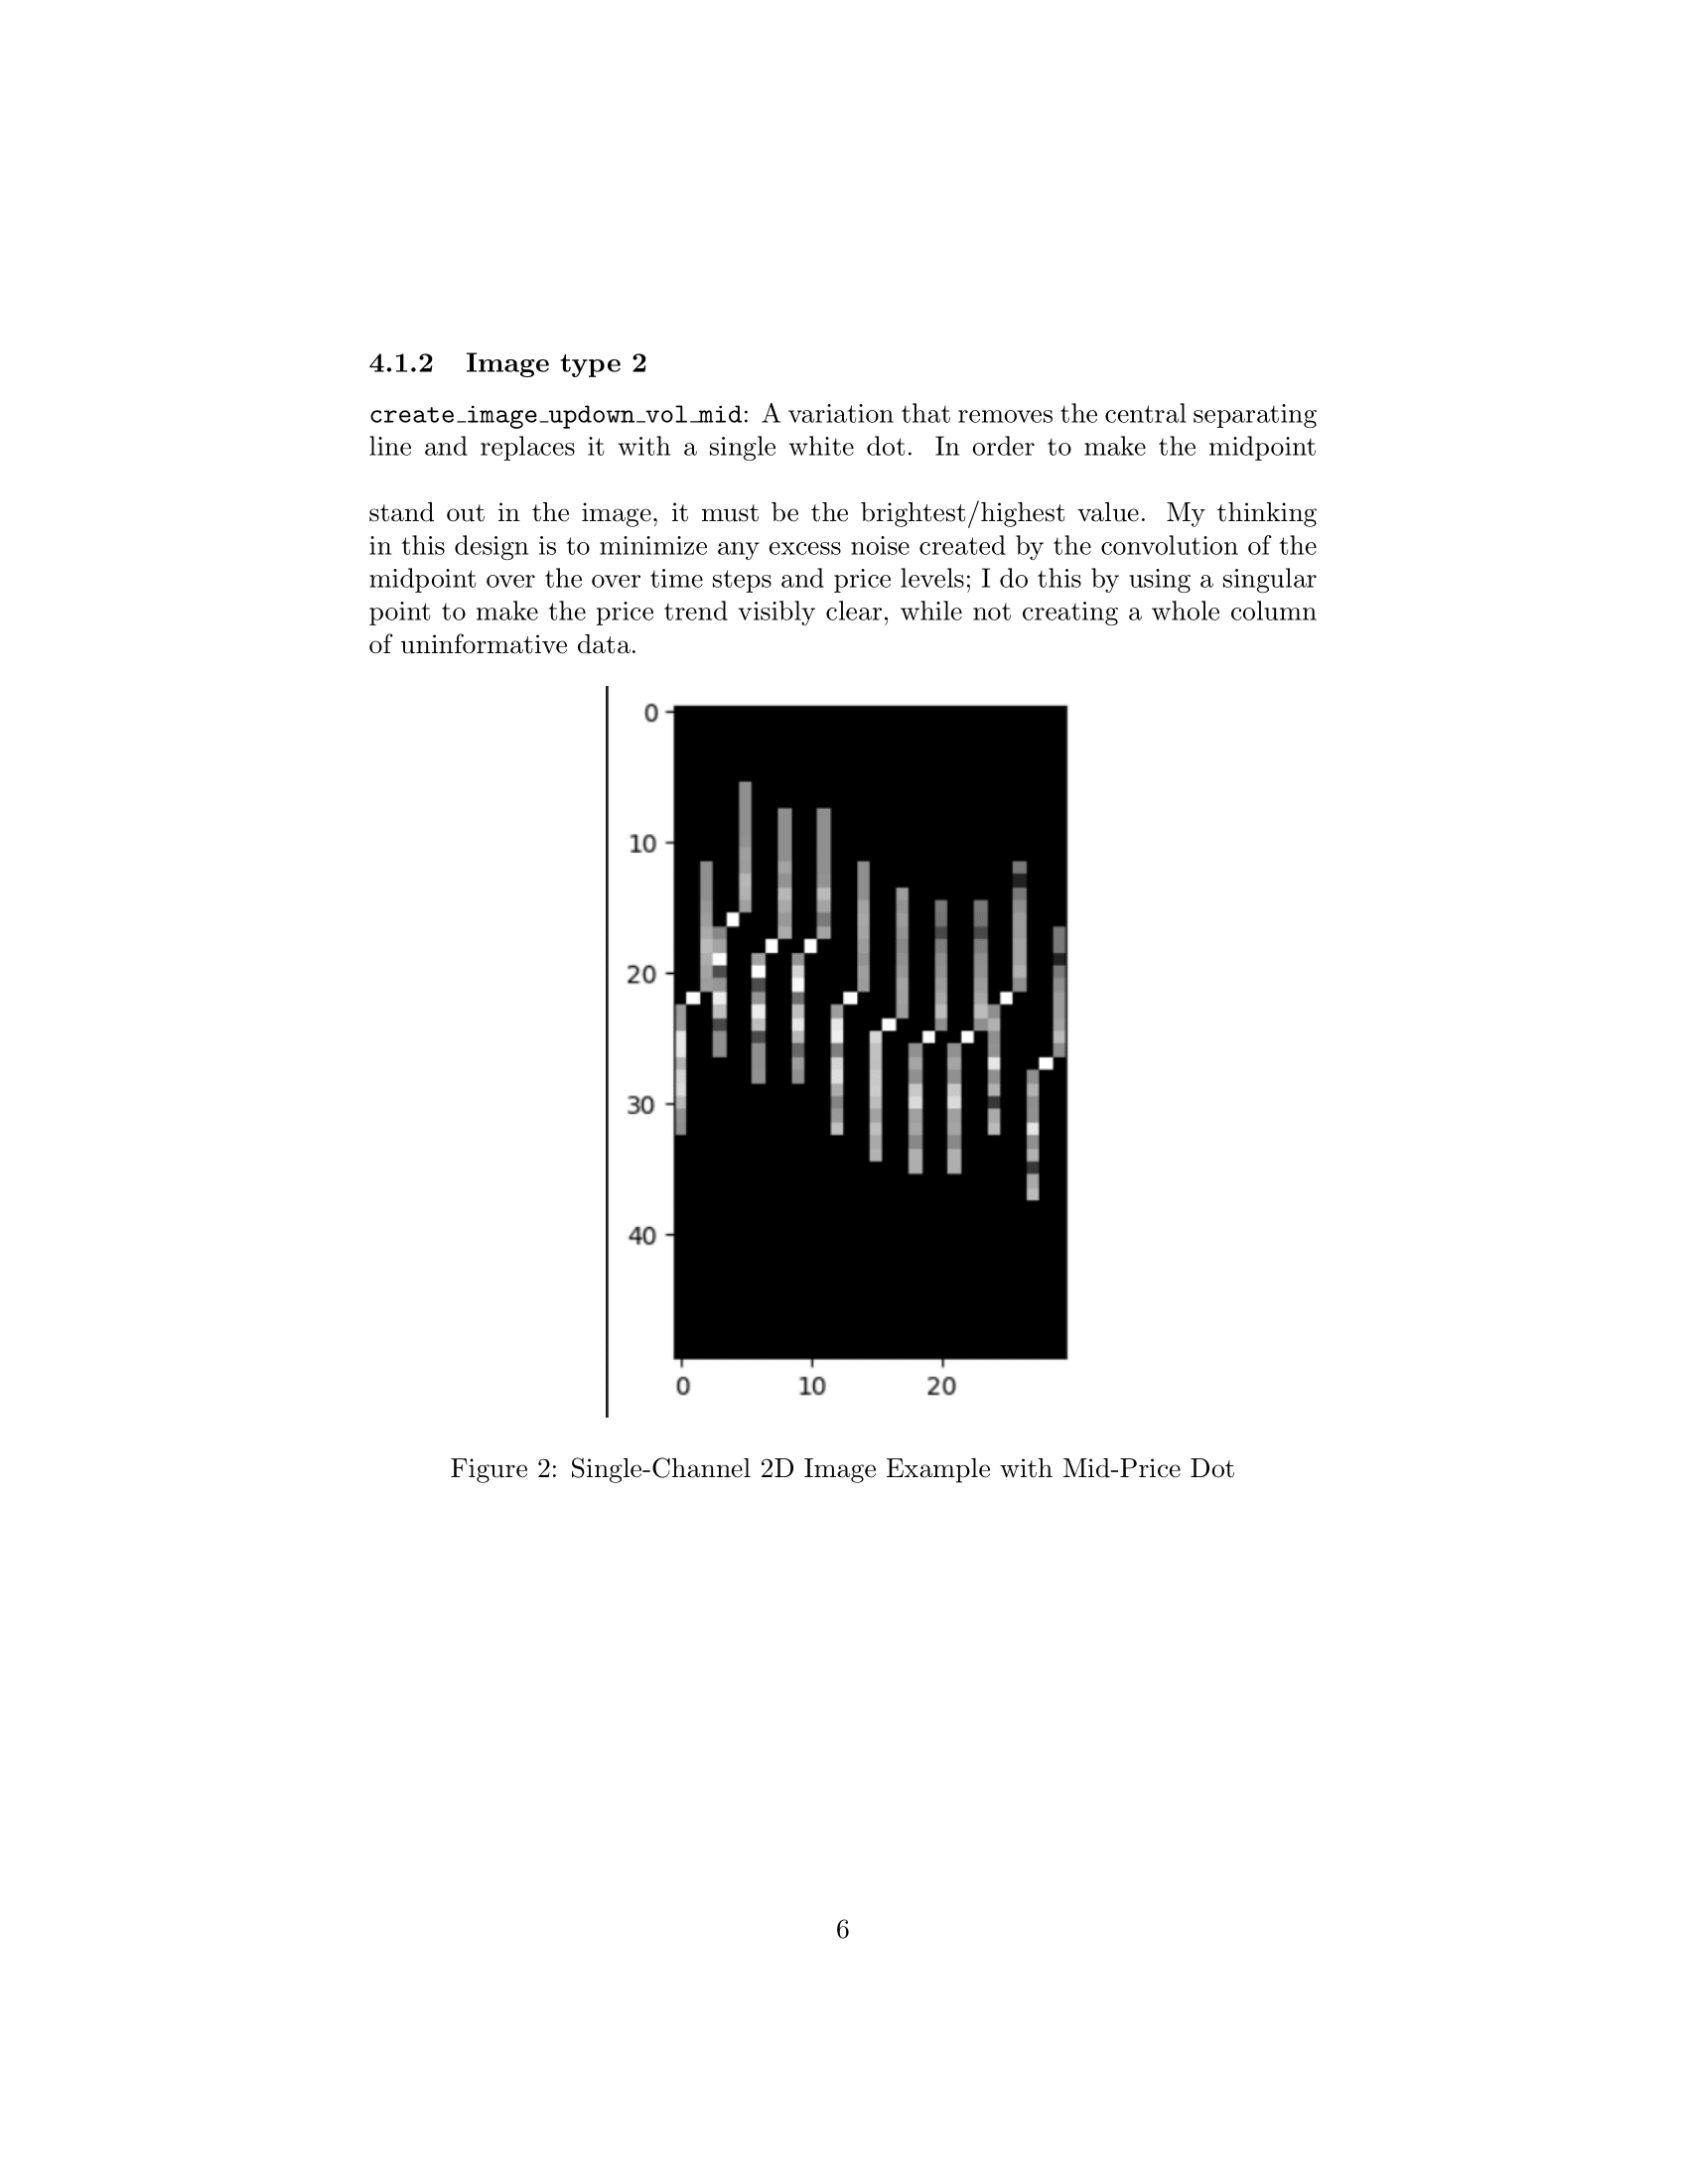 4.1.2 Image type 2
create_image_updown_vol_mid: A variation that removes the central separating
line and replaces it with a single white dot. In order to make the midpoint
stand out in the image, it must be the brightest/highest value. My thinking
in this design is to minimize any excess noise created by the convolution of the
midpoint over the over time steps and price levels; I do this by using a singular
point to make the price trend visibly clear, while not creating a whole column
of uninformative data.
0
10
20
30
40
0 10 20
Figure 2: Single-Channel 2D Image Example with Mid-Price Dot
6